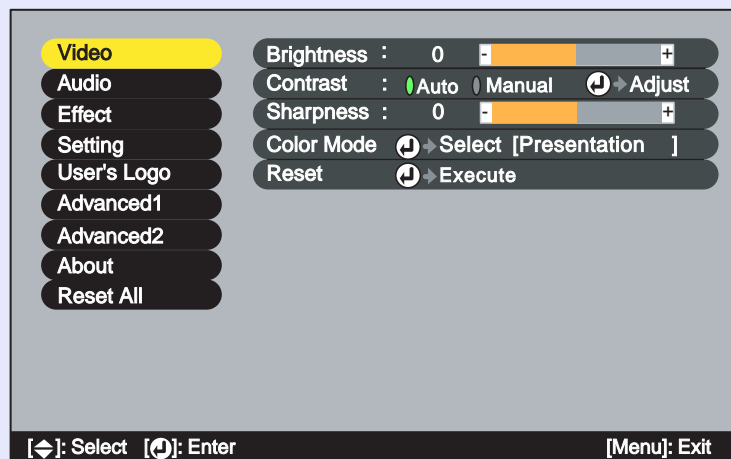 Video
Audio
Effect
Setting
User's Logo
Advanced1
Advanced2
About
Reset All
Brightness : 0 - +
Contrast : Auto Manual Adjust
Sharpness : 0 - +
Color Mode Select [Presentation ]
Reset Execute
[ ]: Select [ ]: Enter [Menu]: Exit